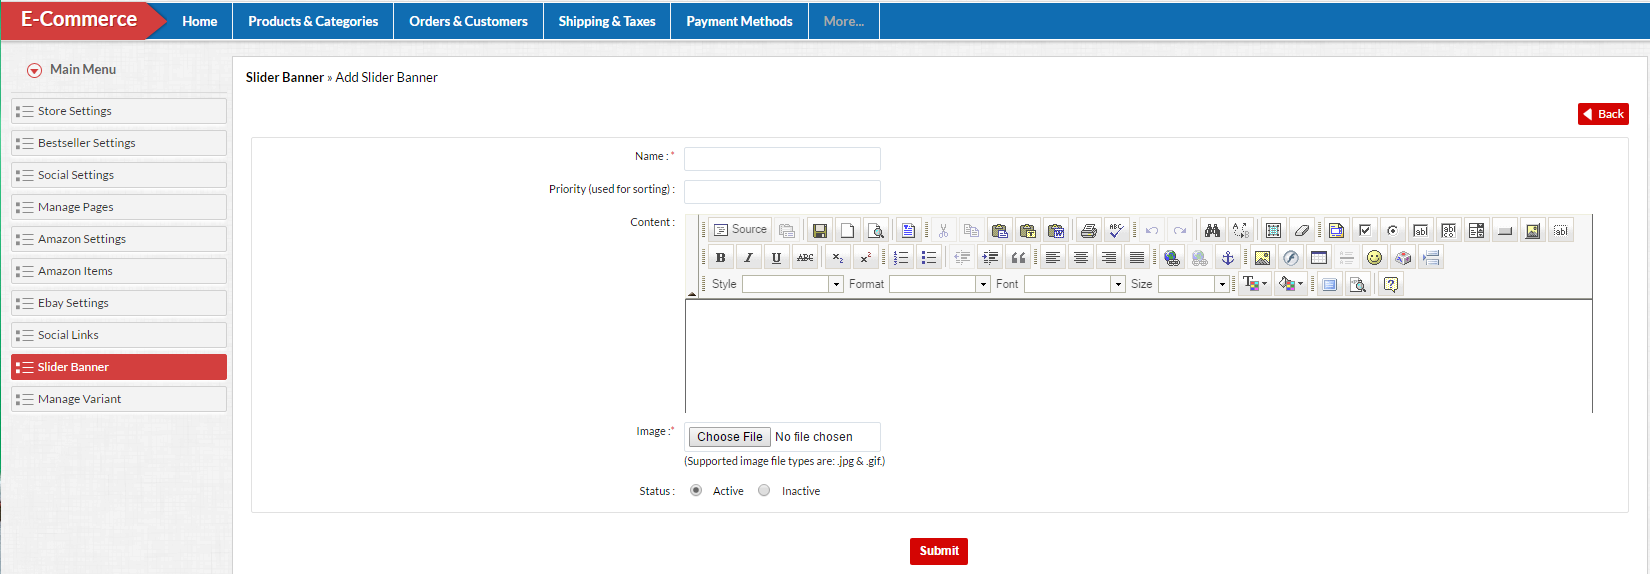 E-Commerce
Home
Products & Categories
Orders & Customers
Shipping & Taxes
Payment Methods
More...
Main Menu
Store Settings
Bestseller Settings
Social Settings
Manage Pages
Amazon Settings
Amazon Items
Ebay Settings
Social Links
Slider Banner
Manage Variant
Slider Banner » Add Slider Banner
Back
Name :*
Priority (used for sorting) :
Content :
Source
B I U ABC x₂ x²
Style
Format
Font
Size
Image :*
Choose File No file chosen
(Supported image file types are: .jpg & .gif.)
Status :
Active
Inactive
Submit